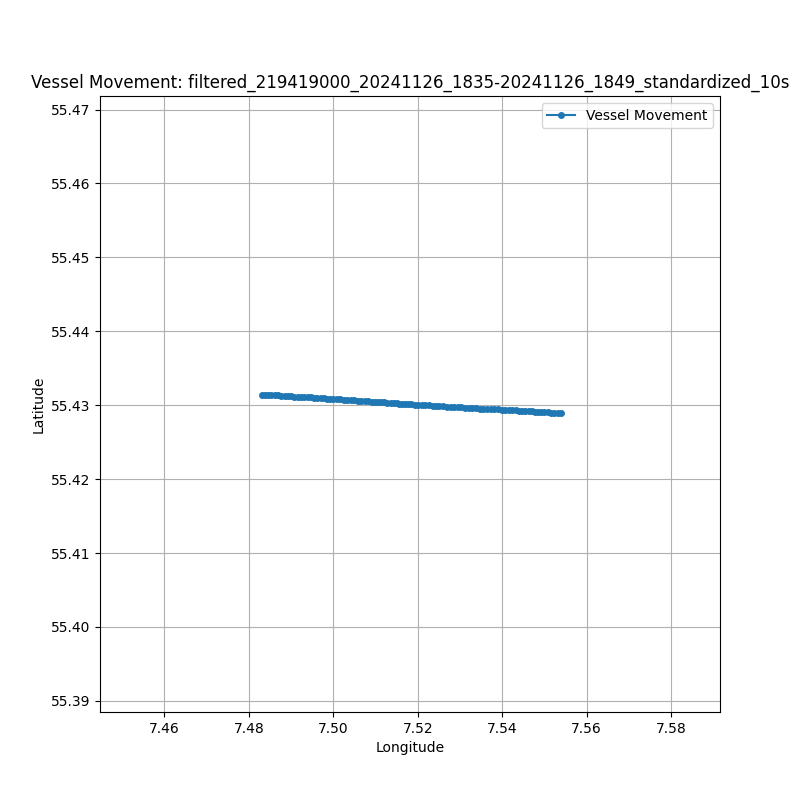 Vessel Movement: filtered_219419000_20241126_1835-20241126_1849_standardized_10s
Vessel Movement
55.47
55.46
55.45
55.44
55.43
55.42
55.41
55.40
55.39
Latitude
7.46 7.48 7.50 7.52 7.54 7.56 7.58
Longitude